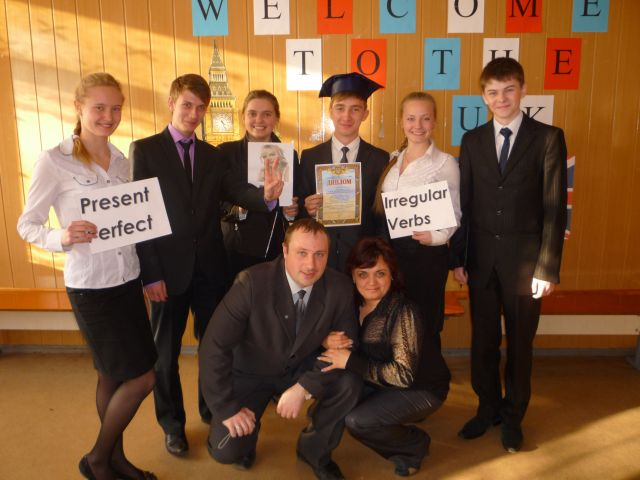 WELCOME
TO THE
UK
Present
Perfect
ДИПЛОМ
Irregular
Verbs